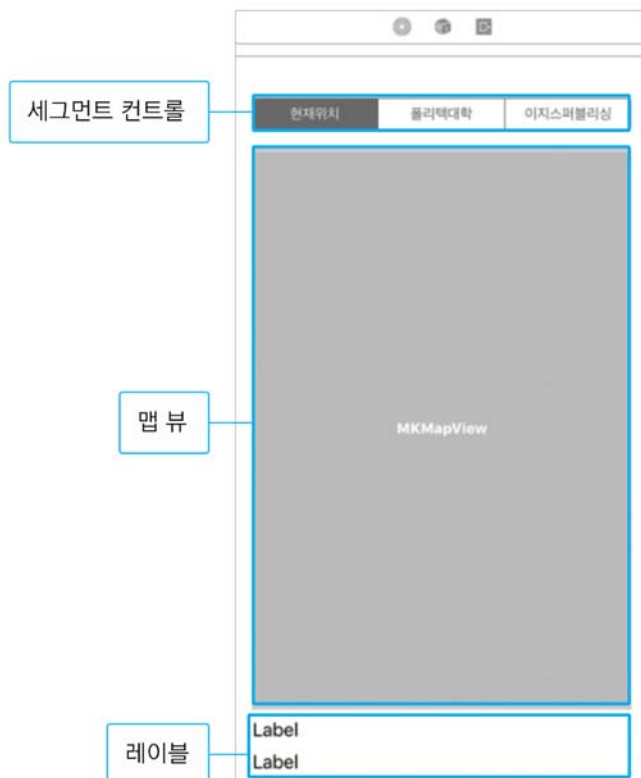 세그먼트 컨트롤
현재위치 폴리텍대학 이지스퍼블리싱
맵 뷰
MKMapView
레이블
Label
Label